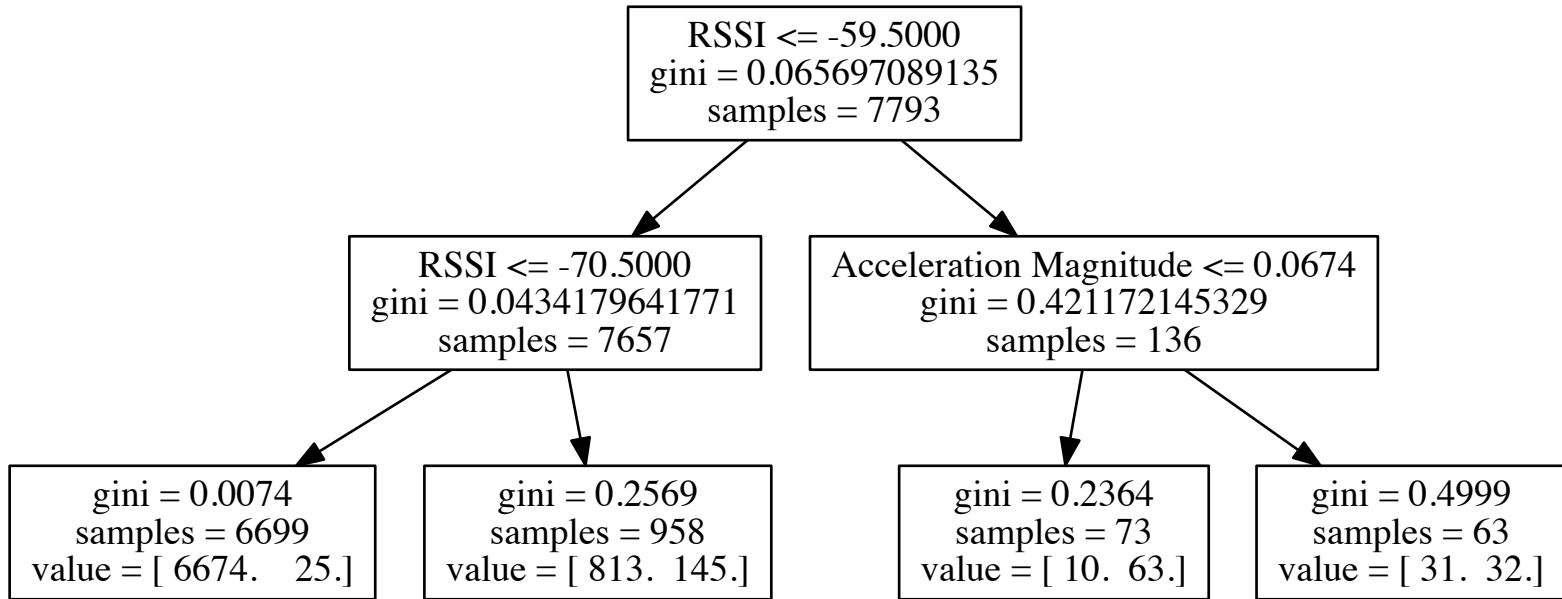 RSSI <= -59.5000
gini = 0.065697089135
samples = 7793
RSSI <= -70.5000
gini = 0.0434179641771
samples = 7657
Acceleration Magnitude <= 0.0674
gini = 0.421172145329
samples = 136
gini = 0.0074
samples = 6699
value = [ 6674.    25.]
gini = 0.2569
samples = 958
value = [ 813.  145.]
gini = 0.2364
samples = 73
value = [ 10.  63.]
gini = 0.4999
samples = 63
value = [ 31.  32.]